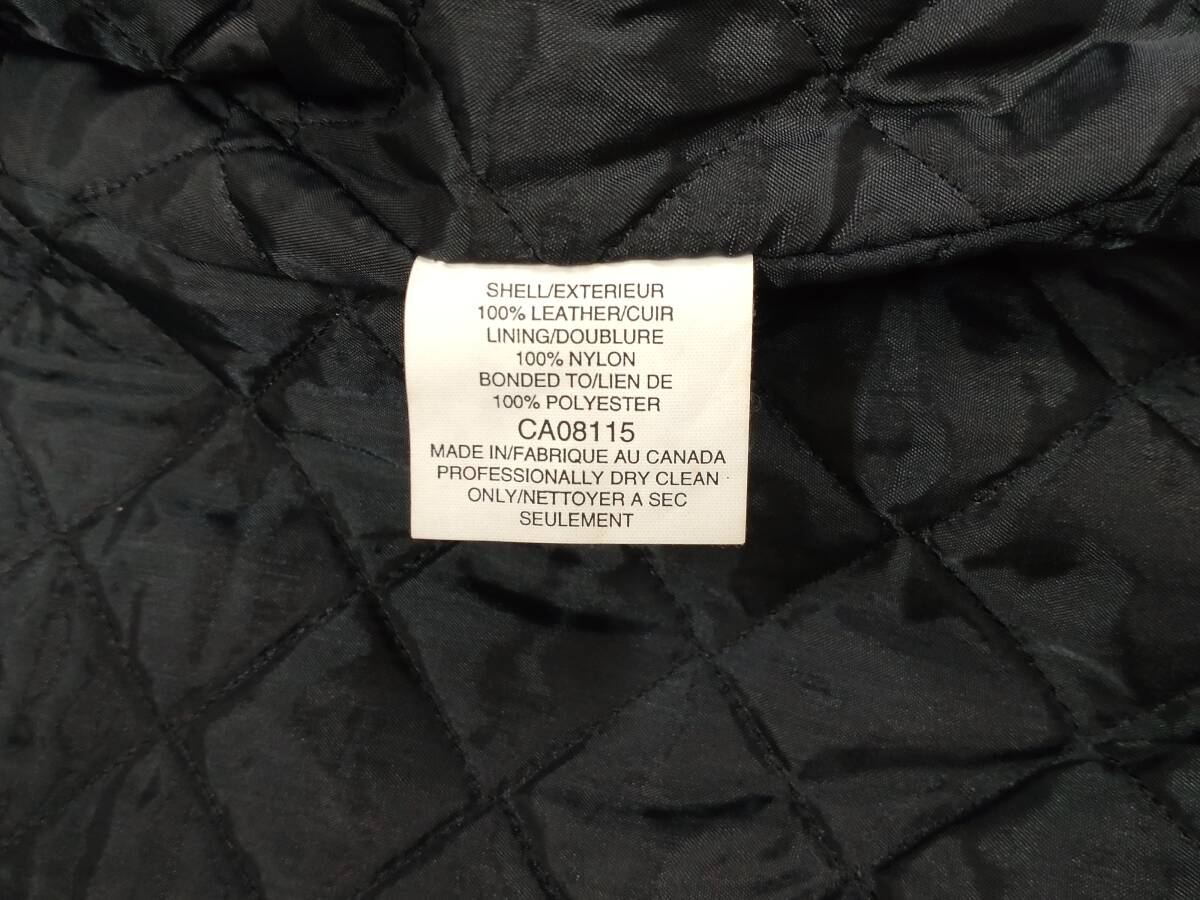 SHELL/EXTERIEUR
100% LEATHER/CUIR
LINING/DOUBLURE
100% NYLON
BONDED TO/LIEN DE
100% POLYESTER
CA08115
MADE IN/FABRIQUE AU CANADA
PROFESSIONALLY DRY CLEAN
ONLY/NETTOYER A SEC
SEULEMENT